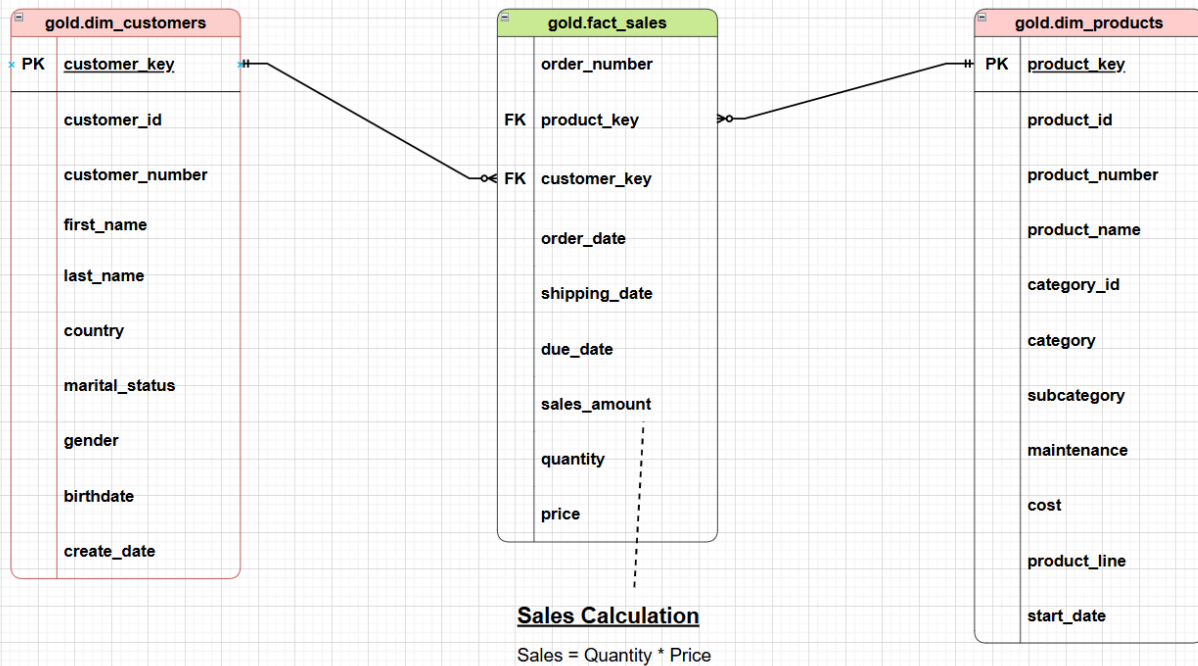 gold.dim_customers
PK customer_key
customer_id
customer_number
first_name
last_name
country
marital_status
gender
birthdate
create_date
gold.fact_sales
order_number
FK product_key
FK customer_key
order_date
shipping_date
due_date
sales_amount
quantity
price
Sales Calculation
Sales = Quantity * Price
gold.dim_products
PK product_key
product_id
product_number
product_name
category_id
category
subcategory
maintenance
cost
product_line
start_date